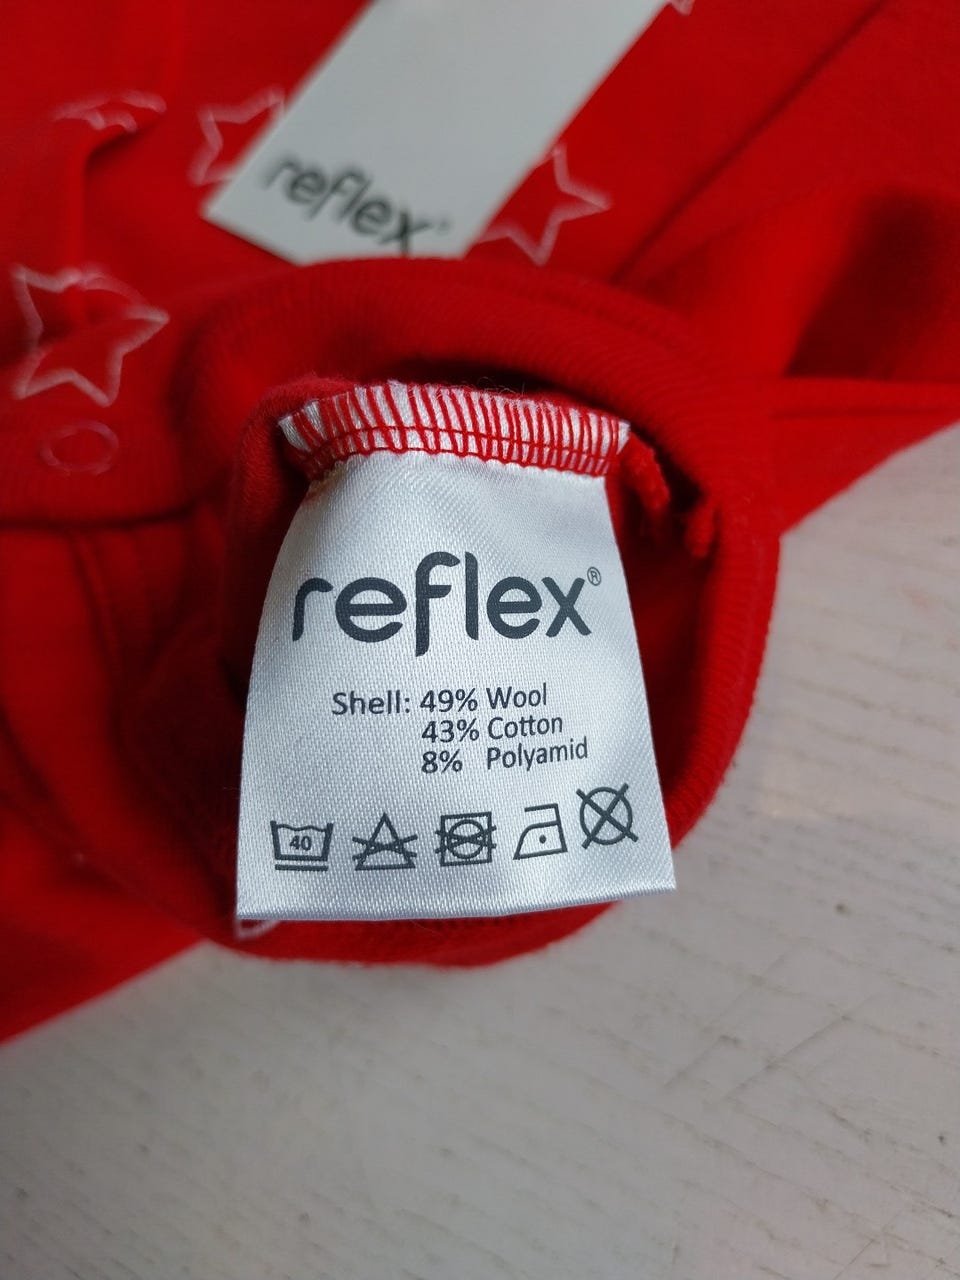 reflex
reflex®
Shell: 49% Wool
43% Cotton
8% Polyamid
40